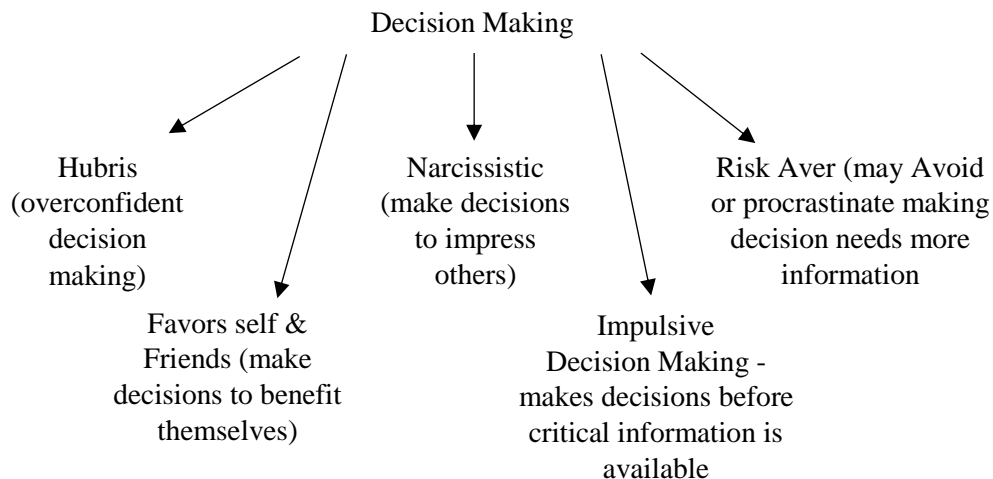 Decision Making
Hubris
(overconfident
decision
making)
Narcissistic
(make decisions
to impress
others)
Risk Aver (may Avoid
or procrastinate making
decision needs more
information
Favors self &
Friends (make
decisions to benefit
themselves)
Impulsive
Decision Making -
makes decisions before
critical information is
available